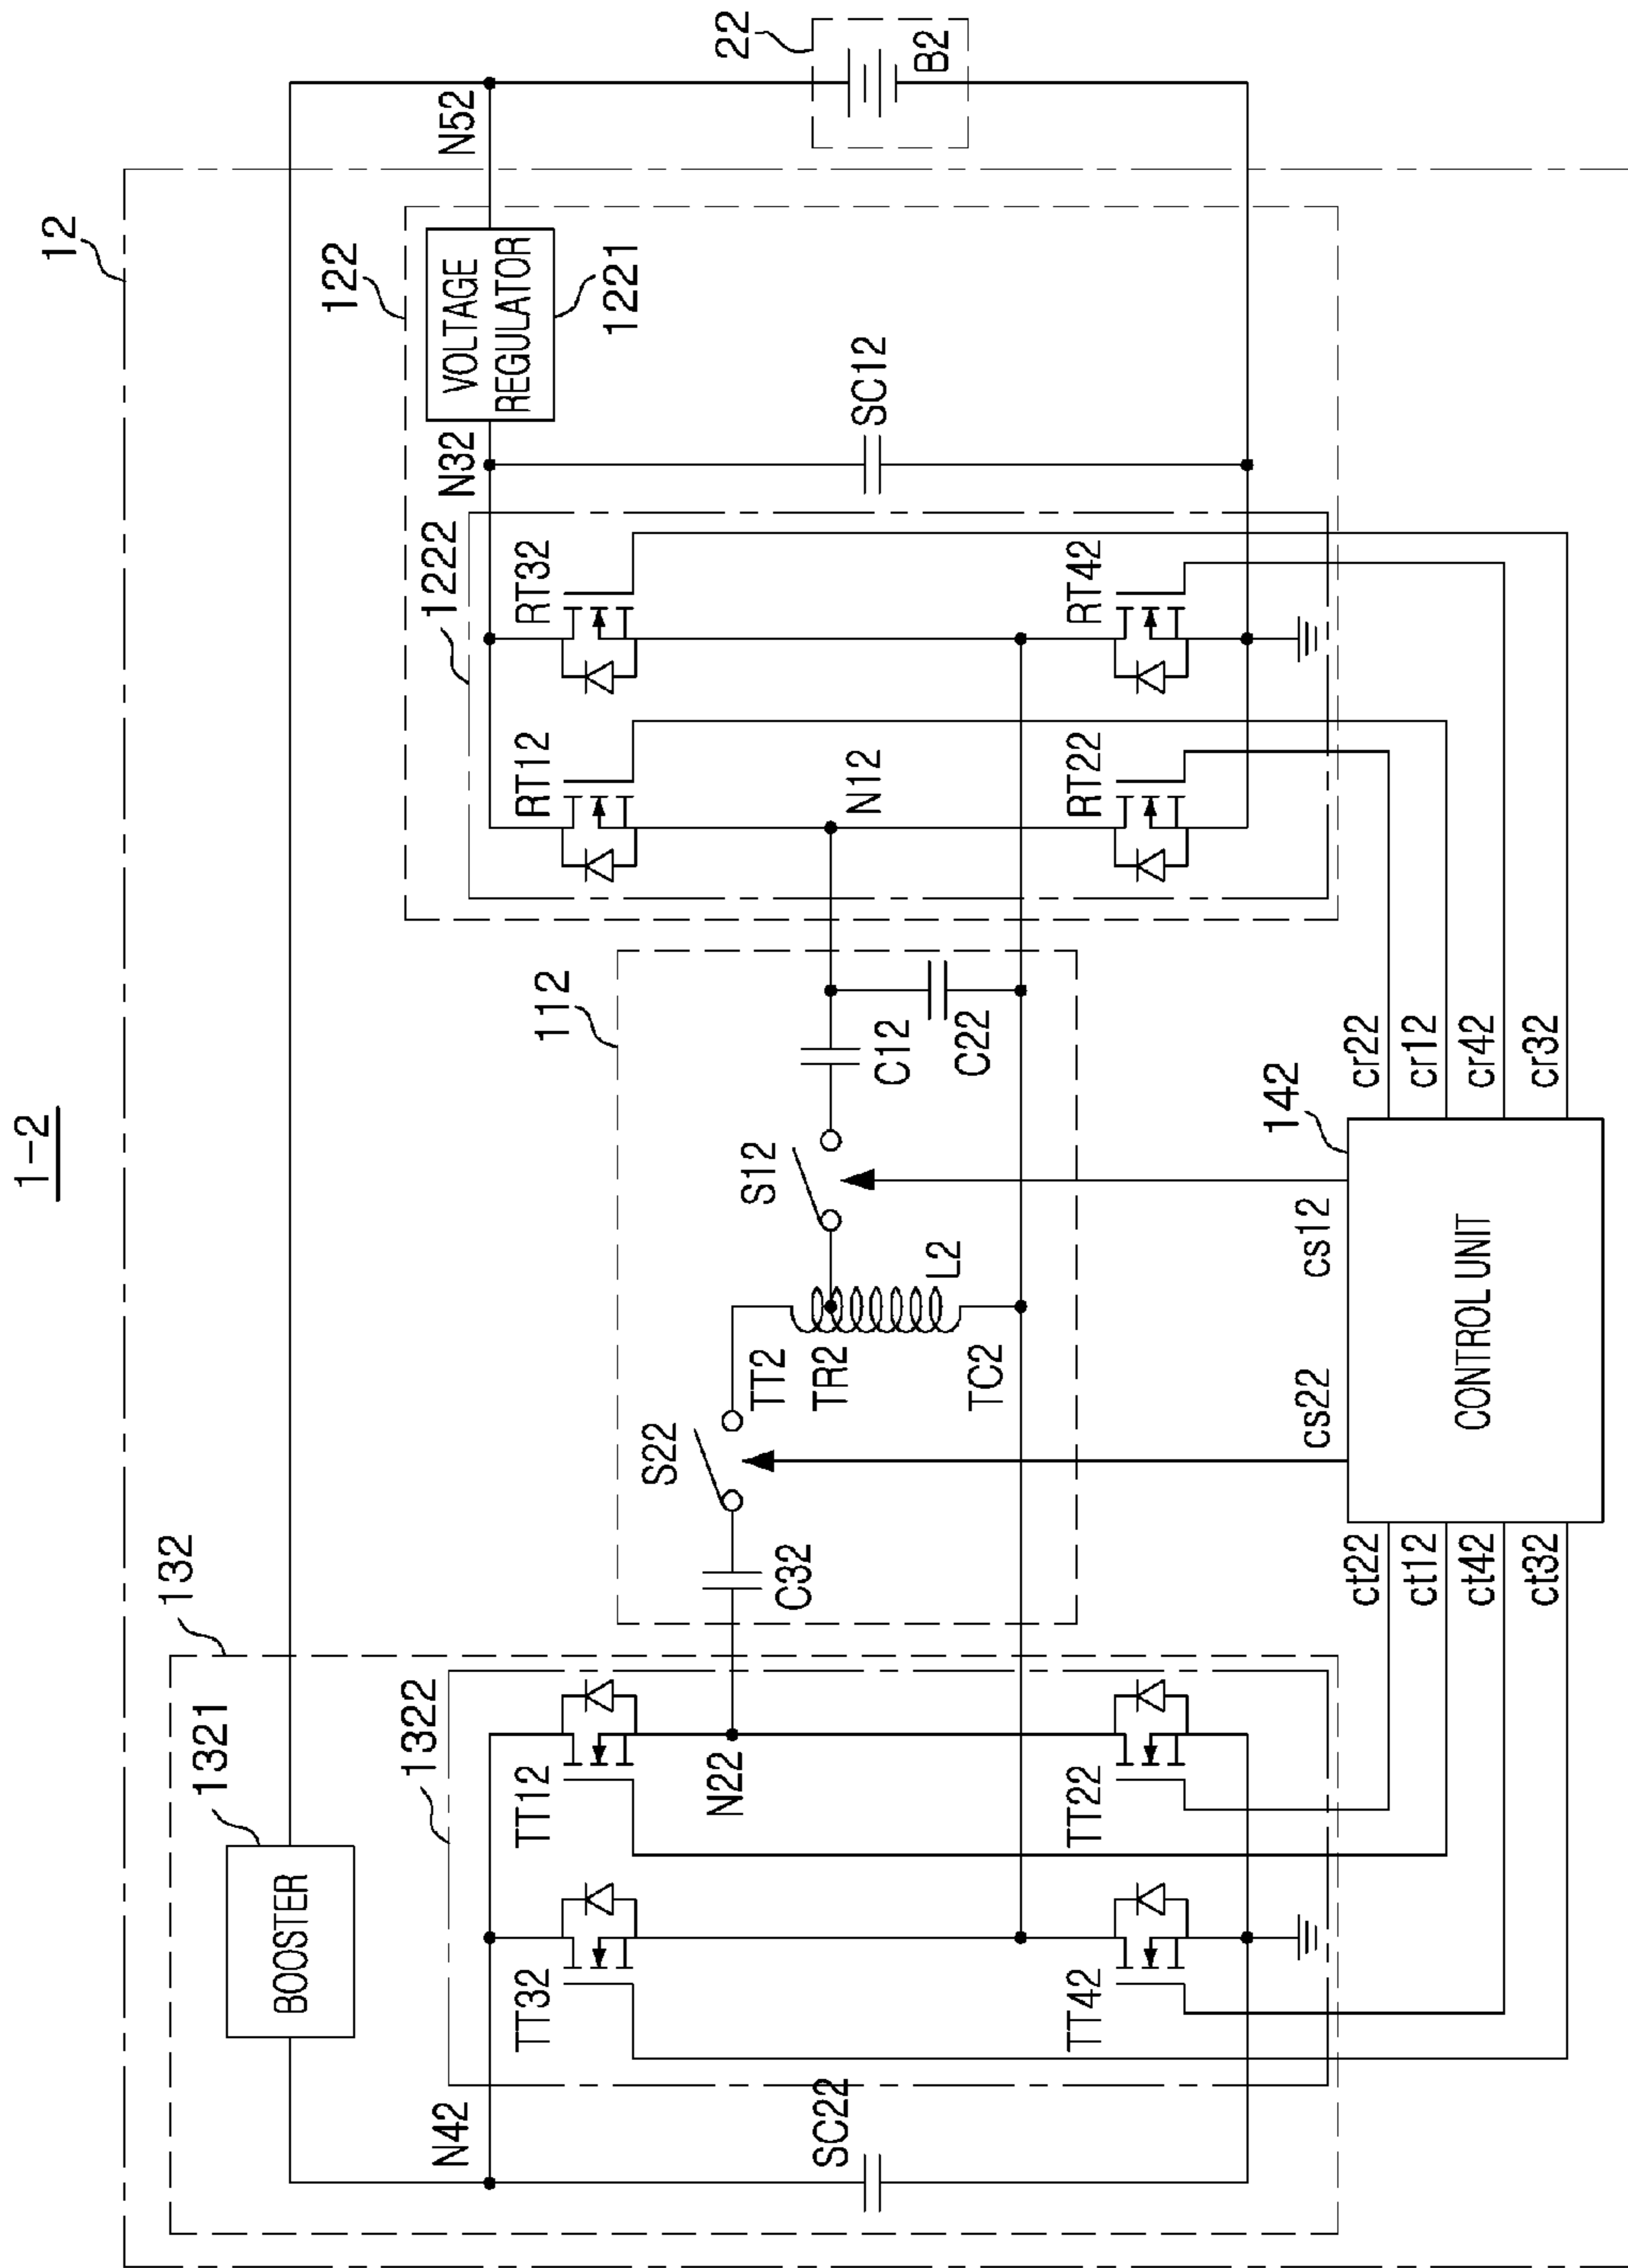 1-2
12
132
1321
BOOSTER
N42
SC22
1322
TT32
TT12
N22
TT42
TT22
112
C32
S22
TT2
TR2
TC2
L2
S12
C12
C22
122
1222
RT12
RT32
N12
RT22
RT42
N32
SC12
VOLTAGE
REGULATOR
1221
N52
22
B2
142
CONTROL UNIT
cs22
cs12
ct22
ct12
ct42
ct32
cr22
cr12
cr42
cr32